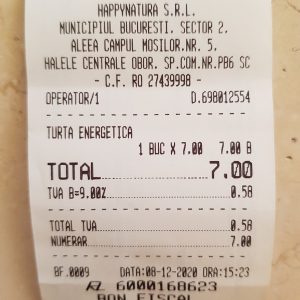 HAPPYNATURA S.R.L.
MUNICIPIUL BUCURESTI, SECTOR 2,
ALEEA CAMPUL MOSILOR,NR. 5,
HALELE CENTRALE OBOR, SP.COM.NR.PB6 SC
- C.F. RO 27439998 -
OPERATOR/1 D.698012554
TURTA ENERGETICA
1 BUC X 7.00 7.00 B
TOTAL 7.00
TVA B=9.00% 0.58
TOTAL TVA 0.58
NUMERAR 7.00
BF.0009 DATA:08-12-2020 ORA:15:23
6000168623
BON FISCAL